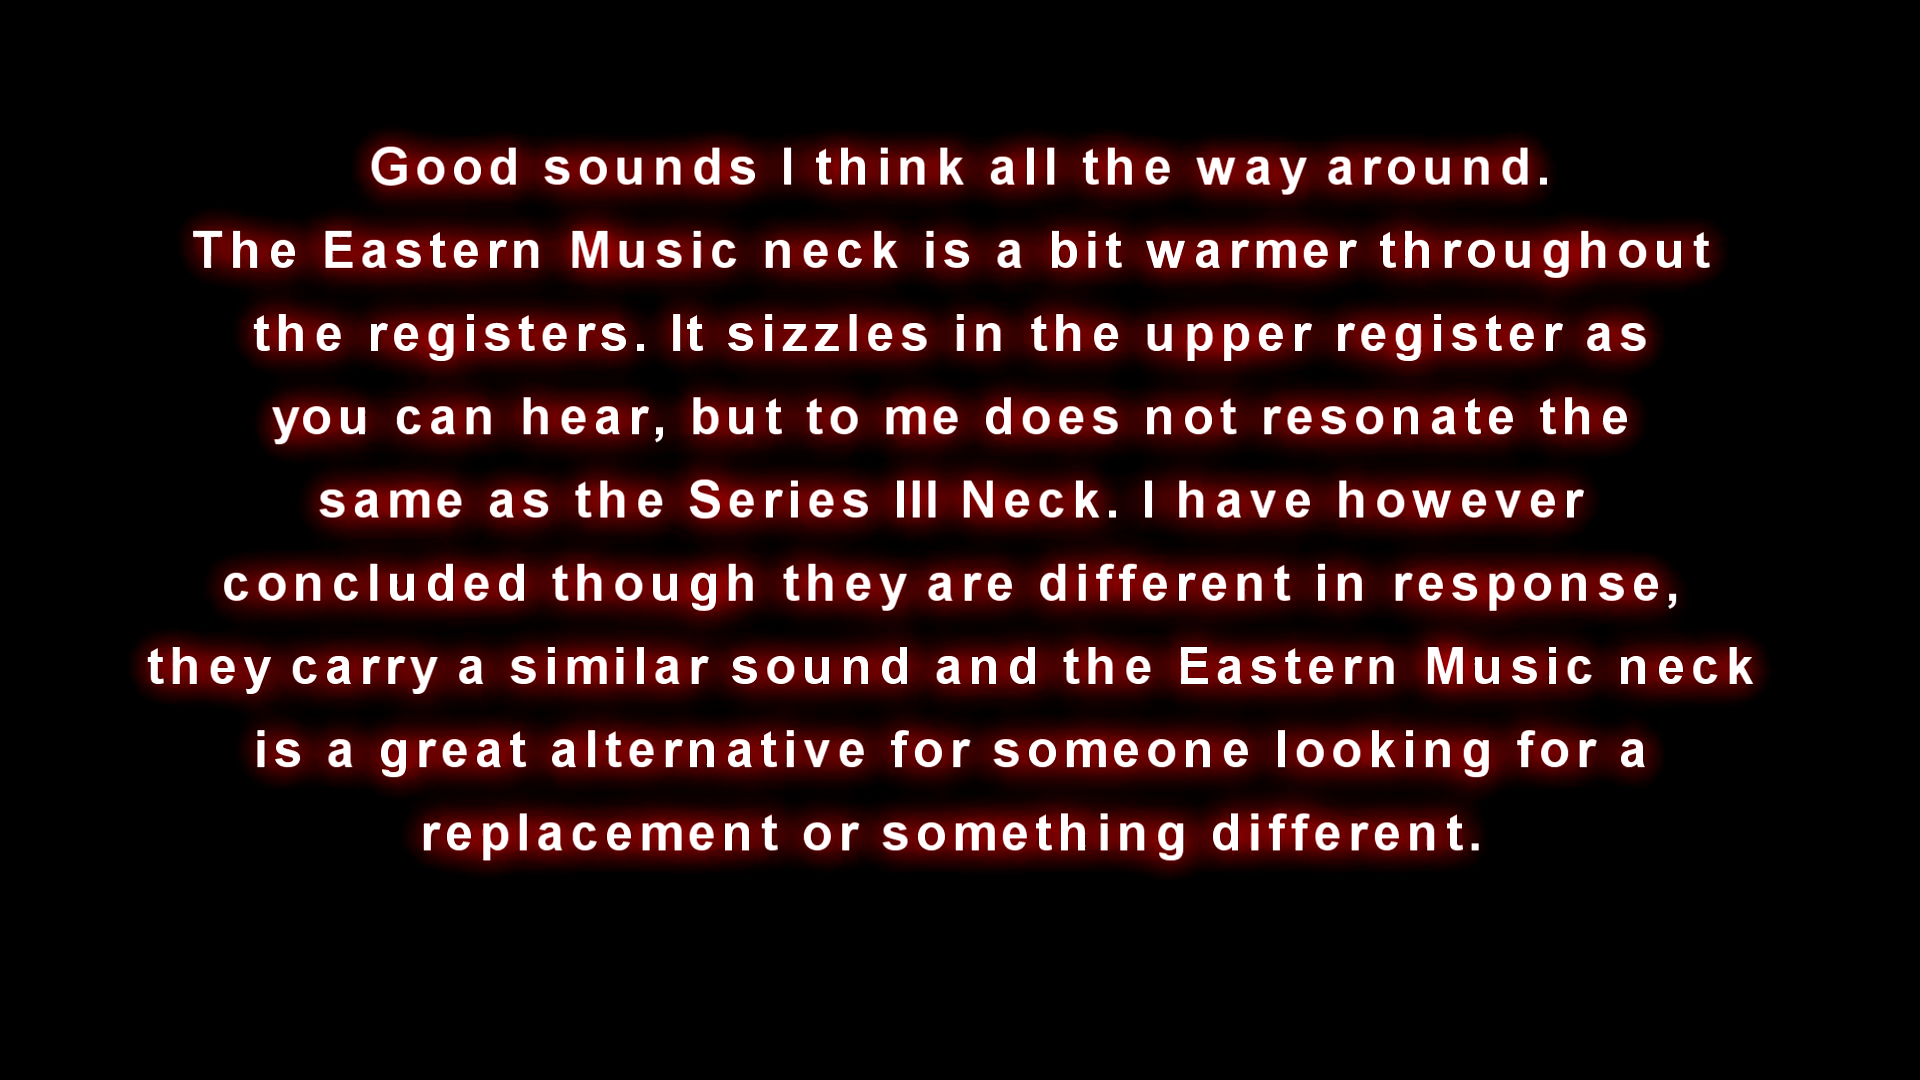 Good sounds I think all the way around.
The Eastern Music neck is a bit warmer throughout
the registers. It sizzles in the upper register as
you can hear, but to me does not resonate the
same as the Series III Neck. I have however
concluded though they are different in response,
they carry a similar sound and the Eastern Music neck
is a great alternative for someone looking for a
replacement or something different.